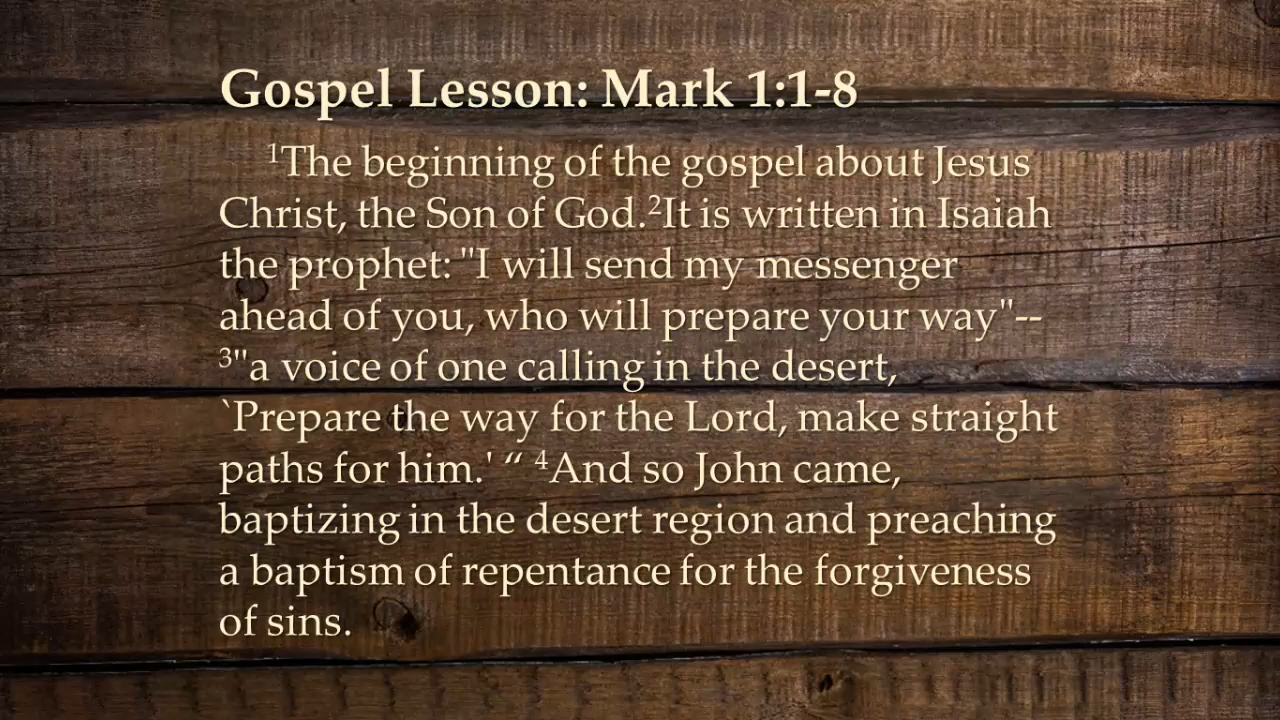 Gospel Lesson: Mark 1:1-8
¹The beginning of the gospel about Jesus
Christ, the Son of God.²It is written in Isaiah
the prophet: "I will send my messenger
ahead of you, who will prepare your way"--
³"a voice of one calling in the desert,
`Prepare the way for the Lord, make straight
paths for him.' “ ⁴And so John came,
baptizing in the desert region and preaching
a baptism of repentance for the forgiveness
of sins.